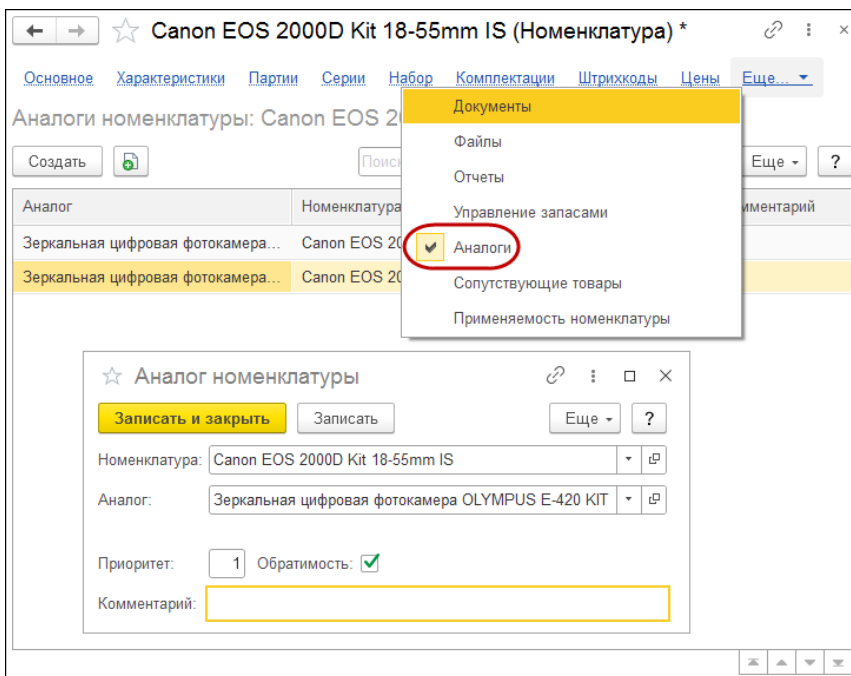 Canon EOS 2000D Kit 18-55mm IS (Номенклатура) *
Основное Характеристики Партии Серии Набор Комплектации Штрихкоды Цены Еще...
Аналоги номенклатуры: Canon EOS 20
Документы
Файлы
Создать Поис Еще ?
Отчеты
Аналог Номенклатура мментарий
Управление запасами
Зеркальная цифровая фотокамера... Canon EOS 20
Аналоги
Зеркальная цифровая фотокамера... Canon EOS 20
Сопутствующие товары
Применяемость номенклатуры
Аналог номенклатуры
Записать и закрыть Записать Еще ?
Номенклатура: Canon EOS 2000D Kit 18-55mm IS
Аналог: Зеркальная цифровая фотокамера OLYMPUS E-420 KIT
Приоритет: 1 Обратимость:
Комментарий: